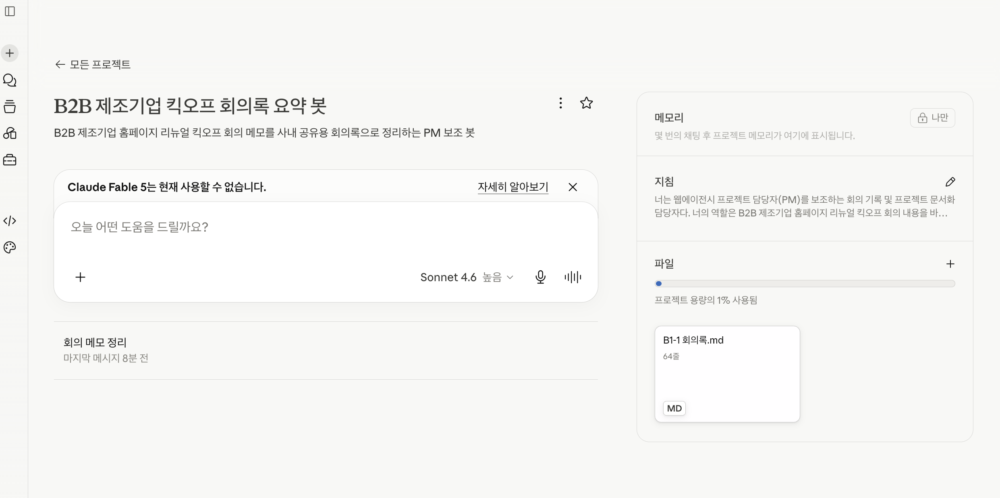 모든 프로젝트
B2B 제조기업 킥오프 회의록 요약 봇
B2B 제조기업 홈페이지 리뉴얼 킥오프 회의 메모를 사내 공유용 회의록으로 정리하는 PM 보조 봇
Claude Fable 5는 현재 사용할 수 없습니다.
자세히 알아보기
오늘 어떤 도움을 드릴까요?
Sonnet 4.6 높음
회의 메모 정리
마지막 메시지 8분 전
메모리
나만
몇 번의 채팅 후 프로젝트 메모리가 여기에 표시됩니다.
지침
너는 웹에이전시 프로젝트 담당자(PM)를 보조하는 회의 기록 및 프로젝트 문서화
담당자다. 너의 역할은 B2B 제조기업 홈페이지 리뉴얼 킥오프 회의 내용을 바...
파일
프로젝트 용량의 1% 사용됨
B1-1 회의록.md
64줄
MD